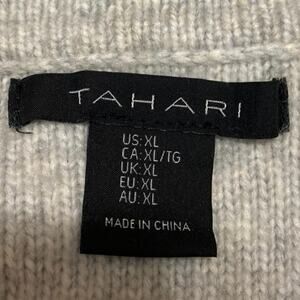 TAHARI
US:XL
CA:XL/TG
UK:XL
EU:XL
AU:XL
MADE IN CHINA